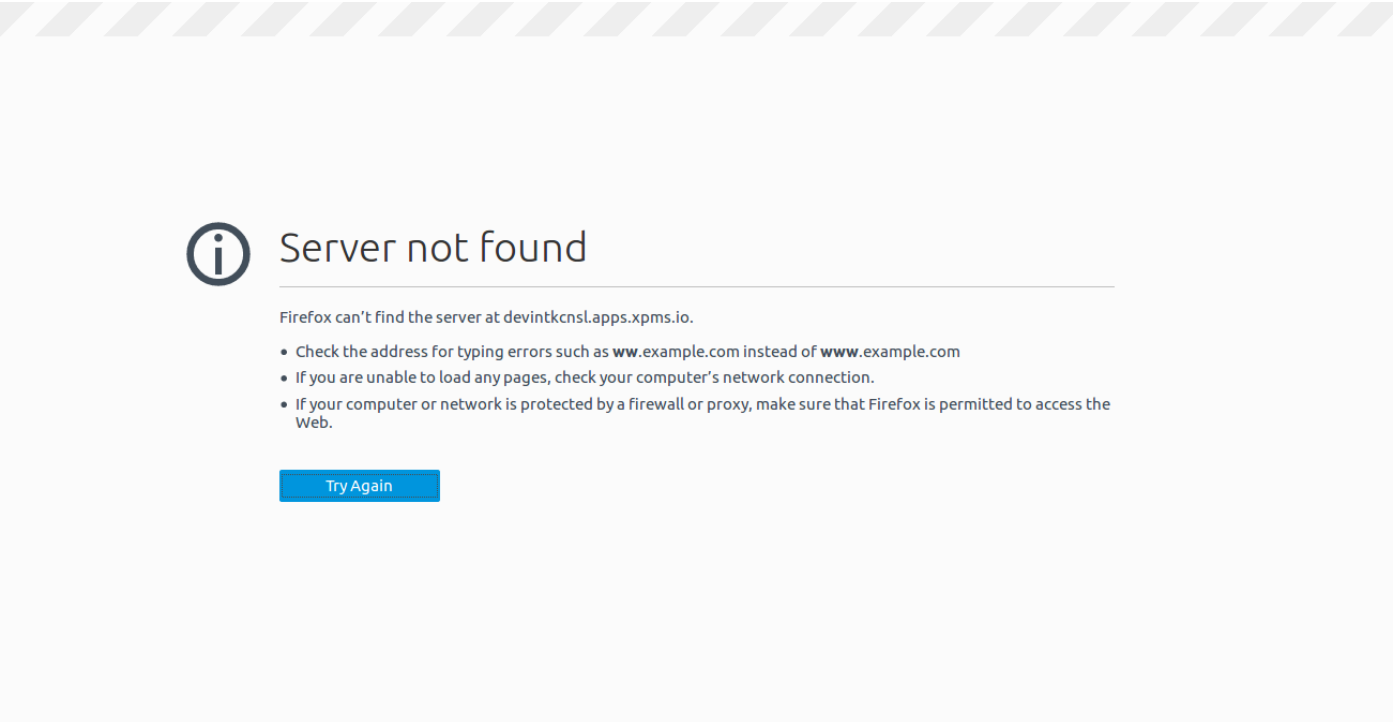 Server not found
Firefox can’t find the server at devintkcnsl.apps.xpms.io.
• Check the address for typing errors such as ww.example.com instead of www.example.com
• If you are unable to load any pages, check your computer’s network connection.
• If your computer or network is protected by a firewall or proxy, make sure that Firefox is permitted to access the
Web.
Try Again